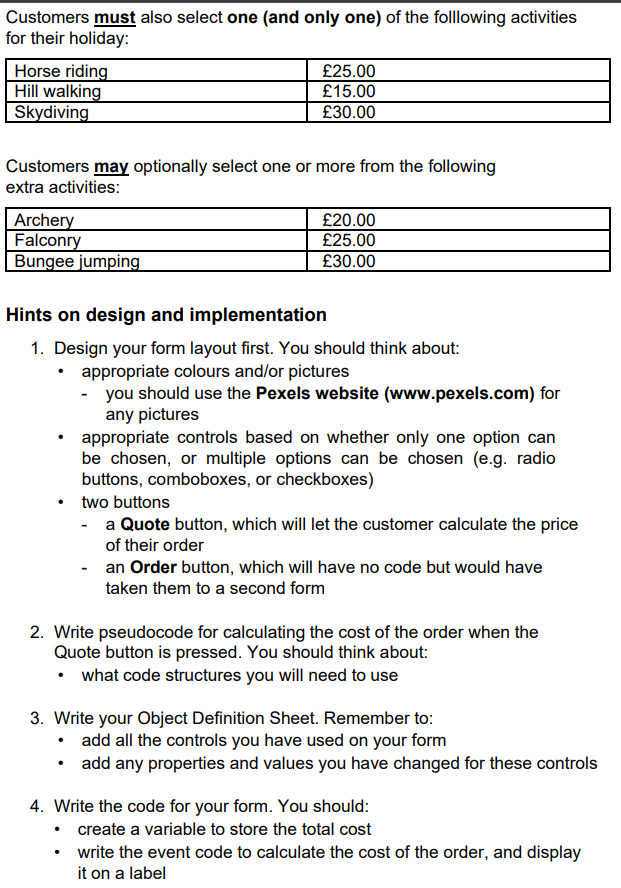 Customers must also select one (and only one) of the folllowing activities
for their holiday:
Horse riding £25.00
Hill walking £15.00
Skydiving £30.00
Customers may optionally select one or more from the following
extra activities:
Archery £20.00
Falconry £25.00
Bungee jumping £30.00
Hints on design and implementation
1. Design your form layout first. You should think about:
• appropriate colours and/or pictures
- you should use the Pexels website (www.pexels.com) for
any pictures
• appropriate controls based on whether only one option can
be chosen, or multiple options can be chosen (e.g. radio
buttons, comboboxes, or checkboxes)
• two buttons
- a Quote button, which will let the customer calculate the price
of their order
- an Order button, which will have no code but would have
taken them to a second form
2. Write pseudocode for calculating the cost of the order when the
Quote button is pressed. You should think about:
• what code structures you will need to use
3. Write your Object Definition Sheet. Remember to:
• add all the controls you have used on your form
• add any properties and values you have changed for these controls
4. Write the code for your form. You should:
• create a variable to store the total cost
• write the event code to calculate the cost of the order, and display
it on a label